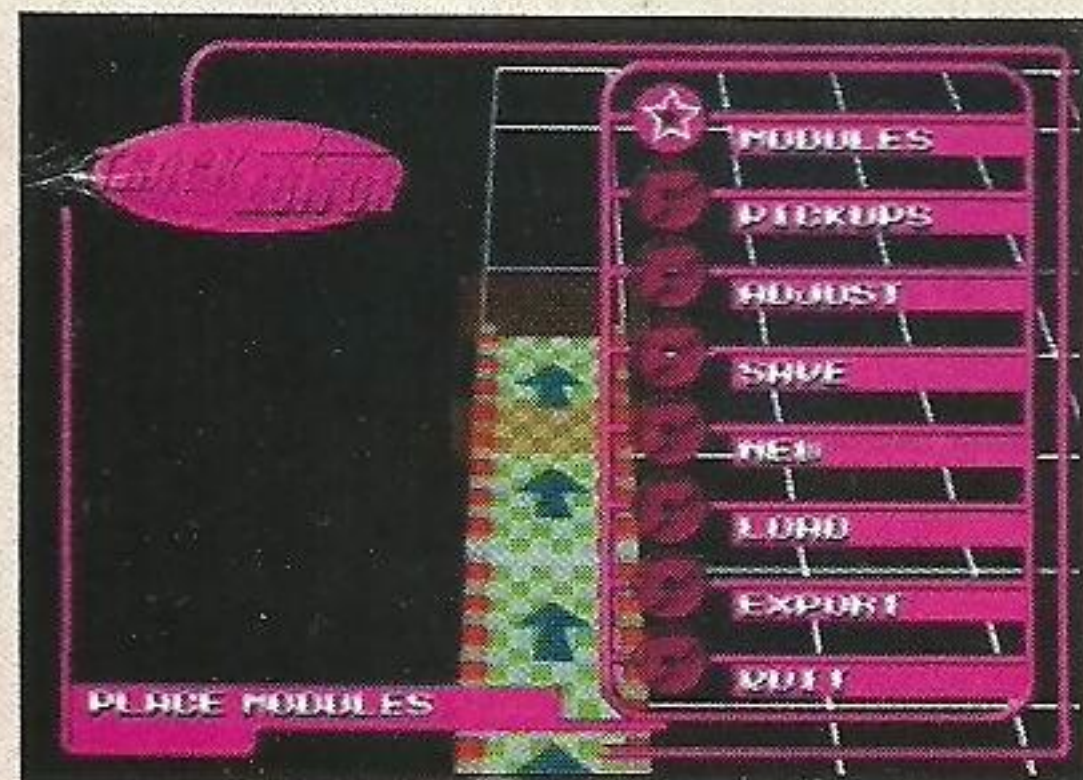 MODULES
PICKUPS
ADJUST
SAVE
NEW
LOAD
EXPORT
QUIT
PLACE MODULES